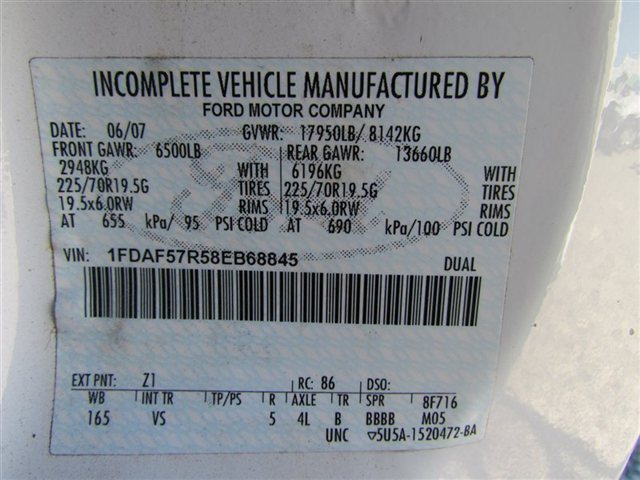 INCOMPLETE VEHICLE MANUFACTURED BY
FORD MOTOR COMPANY
DATE: 06/07 GVWR: 17950LB/ 8142KG
FRONT GAWR: 6500LB REAR GAWR: 13660LB
2948KG WITH 6196KG WITH
225/70R19.5G TIRES 225/70R19.5G TIRES
19.5x6.0RW RIMS 19.5x6.0RW RIMS
AT 655 kPa/ 95 PSI COLD AT 690 kPa/100 PSI COLD
VIN: 1FDAF57R58EB68845 DUAL
EXT PNT: Z1 RC: 86 DSO:
WB INT TR TP/PS R AXLE TR SPR 8F716
165 VS 5 4L B BBBB M05
UNC ▽5U5A-1520472-BA